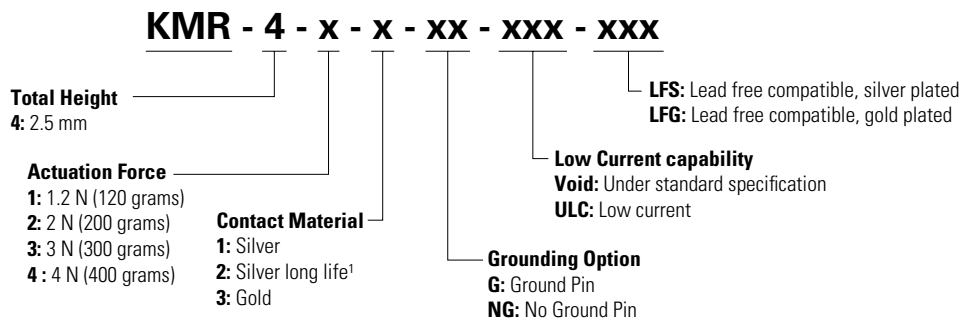 KMR - 4 - x - x - xx - xxx - xxx
Total Height
4: 2.5 mm
Actuation Force
1: 1.2 N (120 grams)
2: 2 N (200 grams)
3: 3 N (300 grams)
4 : 4 N (400 grams)
Contact Material
1: Silver
2: Silver long life¹
3: Gold
Grounding Option
G: Ground Pin
NG: No Ground Pin
Low Current capability
Void: Under standard specification
ULC: Low current
LFS: Lead free compatible, silver plated
LFG: Lead free compatible, gold plated